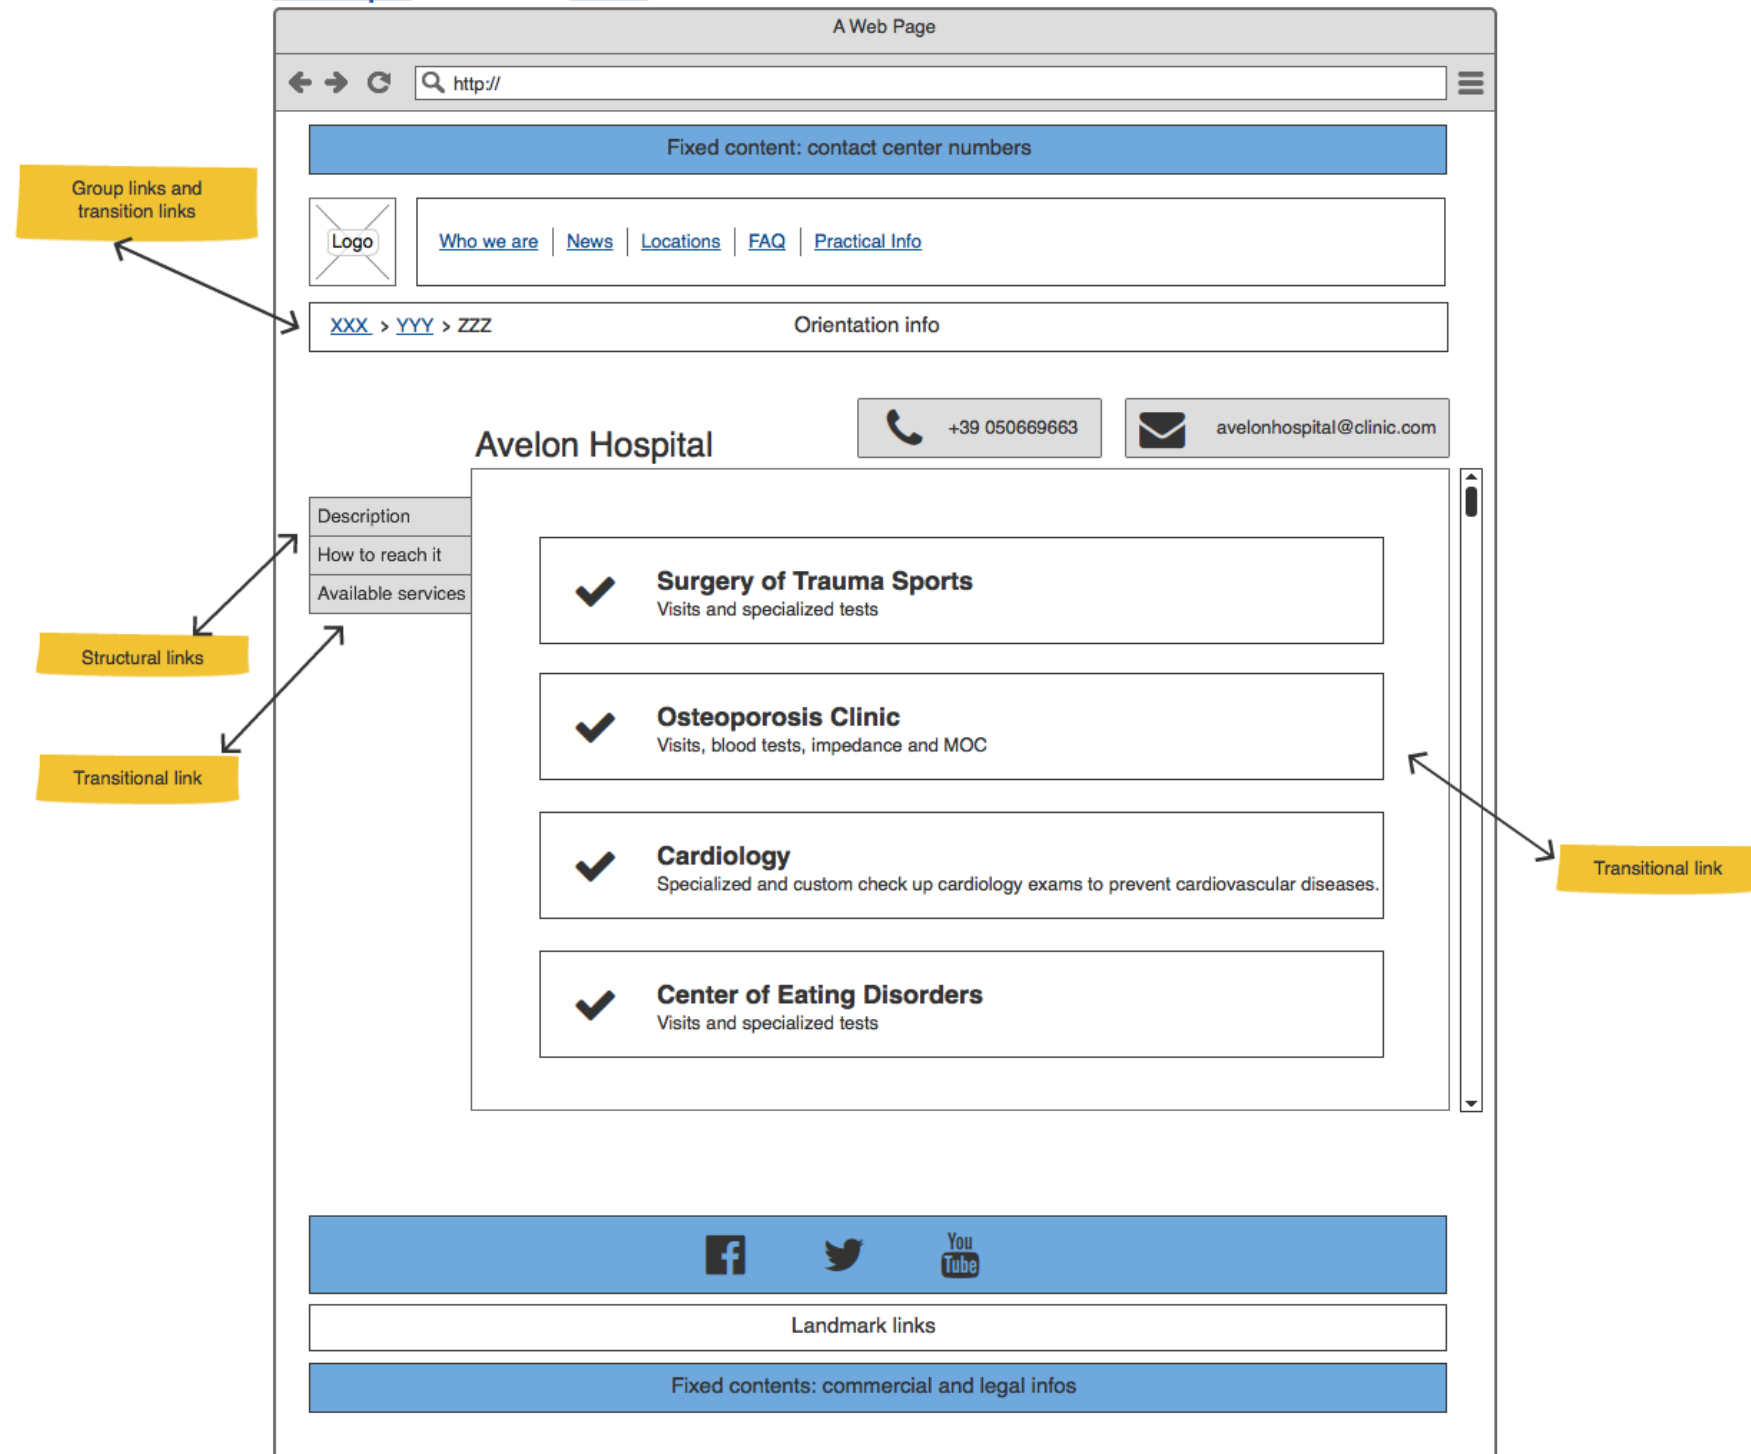 A Web Page
http://
Fixed content: contact center numbers
Group links and
transition links
Logo
Who we are | News | Locations | FAQ | Practical Info
XXX > YYY > ZZZ
Orientation info
Avelon Hospital
+39 050669663
avelonhospital@clinic.com
Description
How to reach it
Available services
Structural links
Transitional link
Surgery of Trauma Sports
Visits and specialized tests
Osteoporosis Clinic
Visits, blood tests, impedance and MOC
Cardiology
Specialized and custom check up cardiology exams to prevent cardiovascular diseases.
Transitional link
Center of Eating Disorders
Visits and specialized tests
You
Tube
Landmark links
Fixed contents: commercial and legal infos